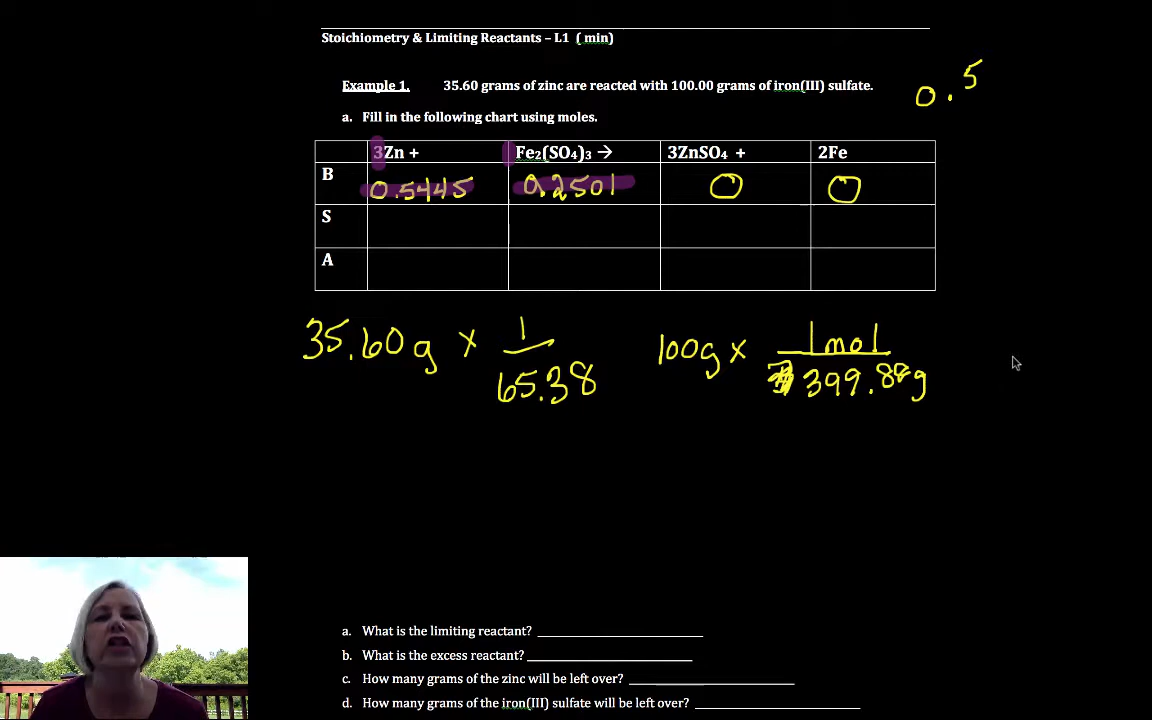 Stoichiometry & Limiting Reactants – L1 ( min)
Example 1. 35.60 grams of zinc are reacted with 100.00 grams of iron(III) sulfate.
0.5
a. Fill in the following chart using moles.
3Zn + Fe₂(SO₄)₃ → 3ZnSO₄ + 2Fe
B 0.5445 0.2501 0 0
S
A
35.60g x 1/65.38 100g x 1mol/399.88g
a. What is the limiting reactant?
b. What is the excess reactant?
c. How many grams of the zinc will be left over?
d. How many grams of the iron(III) sulfate will be left over?